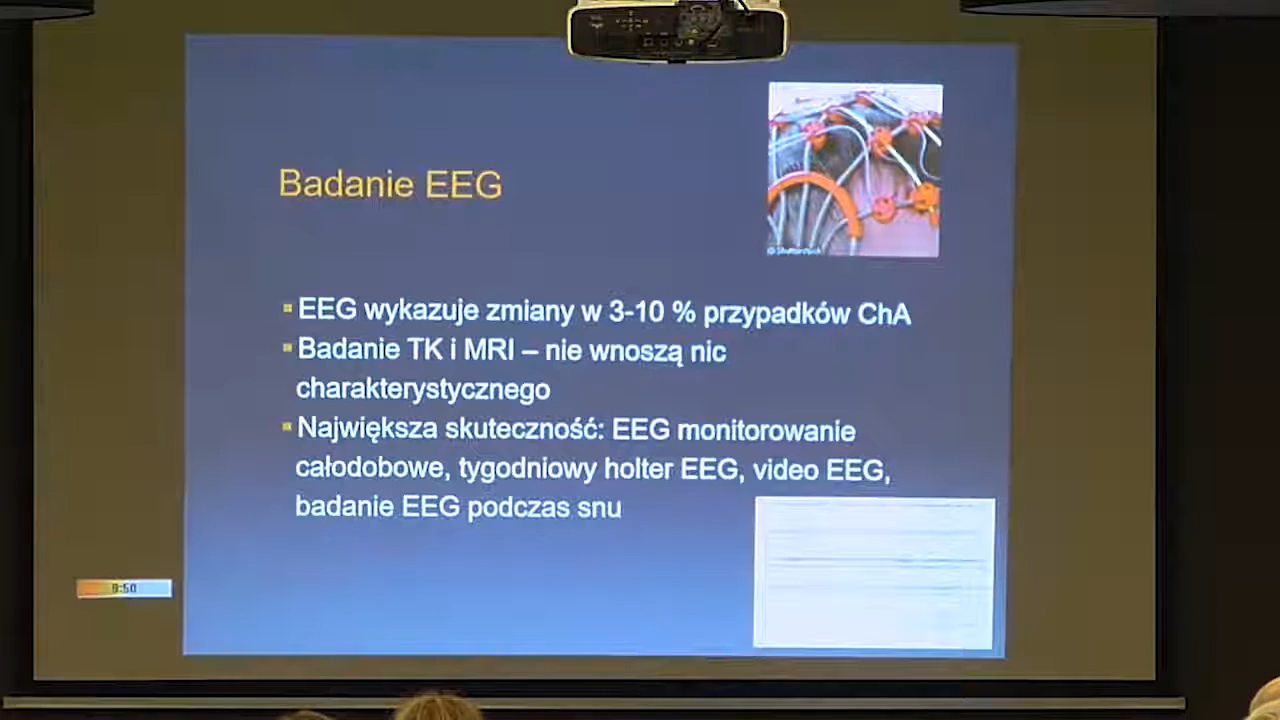 Badanie EEG
EEG wykazuje zmiany w 3-10 % przypadków ChA
Badanie TK i MRI – nie wnoszą nic
charakterystycznego
Największa skuteczność: EEG monitorowanie
całodobowe, tygodniowy holter EEG, video EEG,
badanie EEG podczas snu